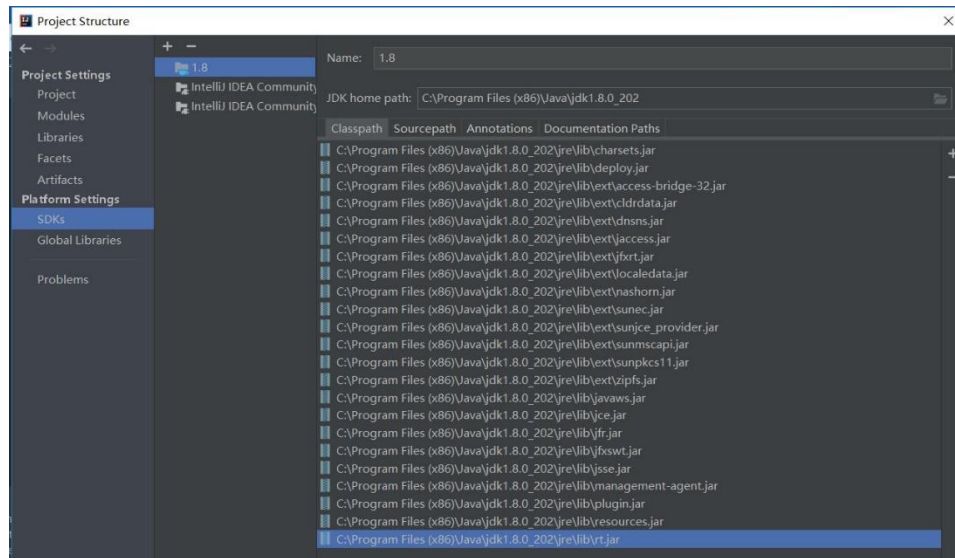 Project Structure
Project Settings
Project
Modules
Libraries
Facets
Artifacts
Platform Settings
SDKs
Global Libraries
Problems
1.8
IntelliJ IDEA Community
IntelliJ IDEA Community
Name: 1.8
JDK home path: C:\Program Files (x86)\Java\jdk1.8.0_202
Classpath Sourcepath Annotations Documentation Paths
C:\Program Files (x86)\Java\jdk1.8.0_202\jre\lib\charsets.jar
C:\Program Files (x86)\Java\jdk1.8.0_202\jre\lib\deploy.jar
C:\Program Files (x86)\Java\jdk1.8.0_202\jre\lib\ext\access-bridge-32.jar
C:\Program Files (x86)\Java\jdk1.8.0_202\jre\lib\ext\cldrdata.jar
C:\Program Files (x86)\Java\jdk1.8.0_202\jre\lib\ext\dnsns.jar
C:\Program Files (x86)\Java\jdk1.8.0_202\jre\lib\ext\jaccess.jar
C:\Program Files (x86)\Java\jdk1.8.0_202\jre\lib\ext\jfxrt.jar
C:\Program Files (x86)\Java\jdk1.8.0_202\jre\lib\ext\localedata.jar
C:\Program Files (x86)\Java\jdk1.8.0_202\jre\lib\ext\nashorn.jar
C:\Program Files (x86)\Java\jdk1.8.0_202\jre\lib\ext\sunec.jar
C:\Program Files (x86)\Java\jdk1.8.0_202\jre\lib\ext\sunjce_provider.jar
C:\Program Files (x86)\Java\jdk1.8.0_202\jre\lib\ext\sunmscapi.jar
C:\Program Files (x86)\Java\jdk1.8.0_202\jre\lib\ext\sunpkcs11.jar
C:\Program Files (x86)\Java\jdk1.8.0_202\jre\lib\ext\zipfs.jar
C:\Program Files (x86)\Java\jdk1.8.0_202\jre\lib\javaws.jar
C:\Program Files (x86)\Java\jdk1.8.0_202\jre\lib\jce.jar
C:\Program Files (x86)\Java\jdk1.8.0_202\jre\lib\jfr.jar
C:\Program Files (x86)\Java\jdk1.8.0_202\jre\lib\jfxswt.jar
C:\Program Files (x86)\Java\jdk1.8.0_202\jre\lib\jsse.jar
C:\Program Files (x86)\Java\jdk1.8.0_202\jre\lib\management-agent.jar
C:\Program Files (x86)\Java\jdk1.8.0_202\jre\lib\plugin.jar
C:\Program Files (x86)\Java\jdk1.8.0_202\jre\lib\resources.jar
C:\Program Files (x86)\Java\jdk1.8.0_202\jre\lib\rt.jar